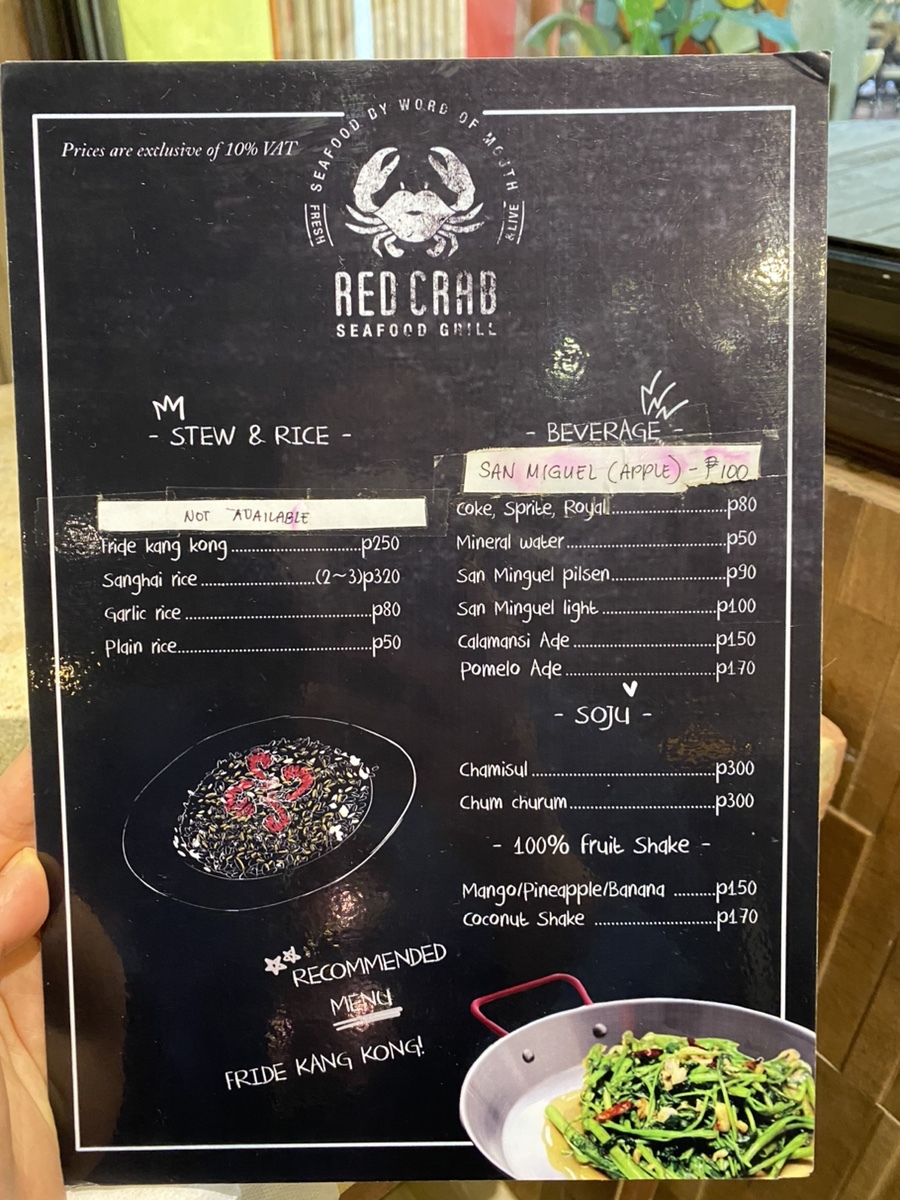 Prices are exclusive of 10% VAT
SEAFOOD BY WORD OF MOUTH
FRESH
&LIVE
RED CRAB
SEAFOOD GRILL
- STEW & RICE -
NOT ADAILABLE
Fride kang kong.....p250
Sanghai rice.....(2~3)p320
Garlic rice.....p80
Plain rice.....p50
- BEVERAGE -
SAN MIGUEL (APPLE) - ₱100
Coke, Sprite, Royal.....p80
Mineral water.....p50
San Minguel pilsen.....p90
San Minguel light.....p100
Calamansi Ade.....p150
Pomelo Ade.....p170
- SOJU -
Chamisul.....p300
Chum churum.....p300
- 100% Fruit Shake -
Mango/Pineapple/Banana.....p150
Coconut Shake.....p170
RECOMMENDED
MENU
FRIDE KANG KONG!